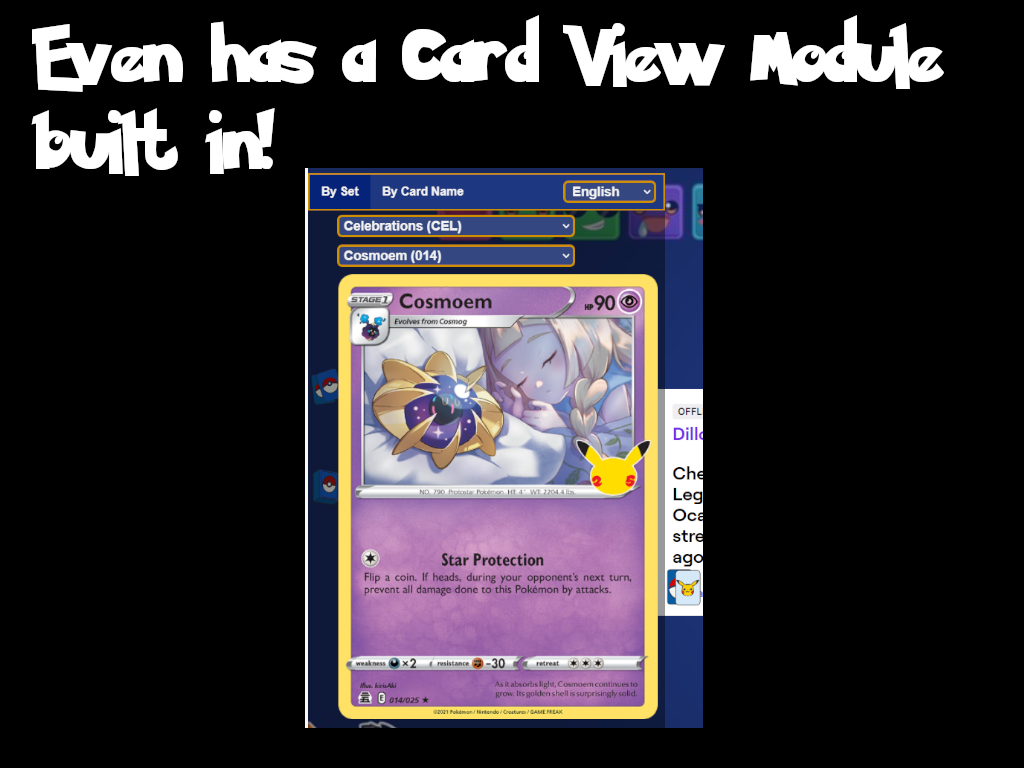 Even has a Card View Module
built in!
By Set By Card Name English
Celebrations (CEL)
Cosmoem (014)
STAGE 1 Cosmoem HP 90
Evolves from Cosmog
25
NO. 790 Protostar Pokémon HT. 4" WT. 2204.4 lbs.
Star Protection
Flip a coin. If heads, during your opponent's next turn,
prevent all damage done to this Pokémon by attacks.
weakness ×2 resistance -30 retreat
illus. kirisAki
As it absorbs light, Cosmoem continues to
grow. Its golden shell is surprisingly solid.
E 014/025 ★
©2021 Pokémon / Nintendo / Creatures / GAME FREAK
OFFL
Dillo
Che
Leg
Oca
stre
ago